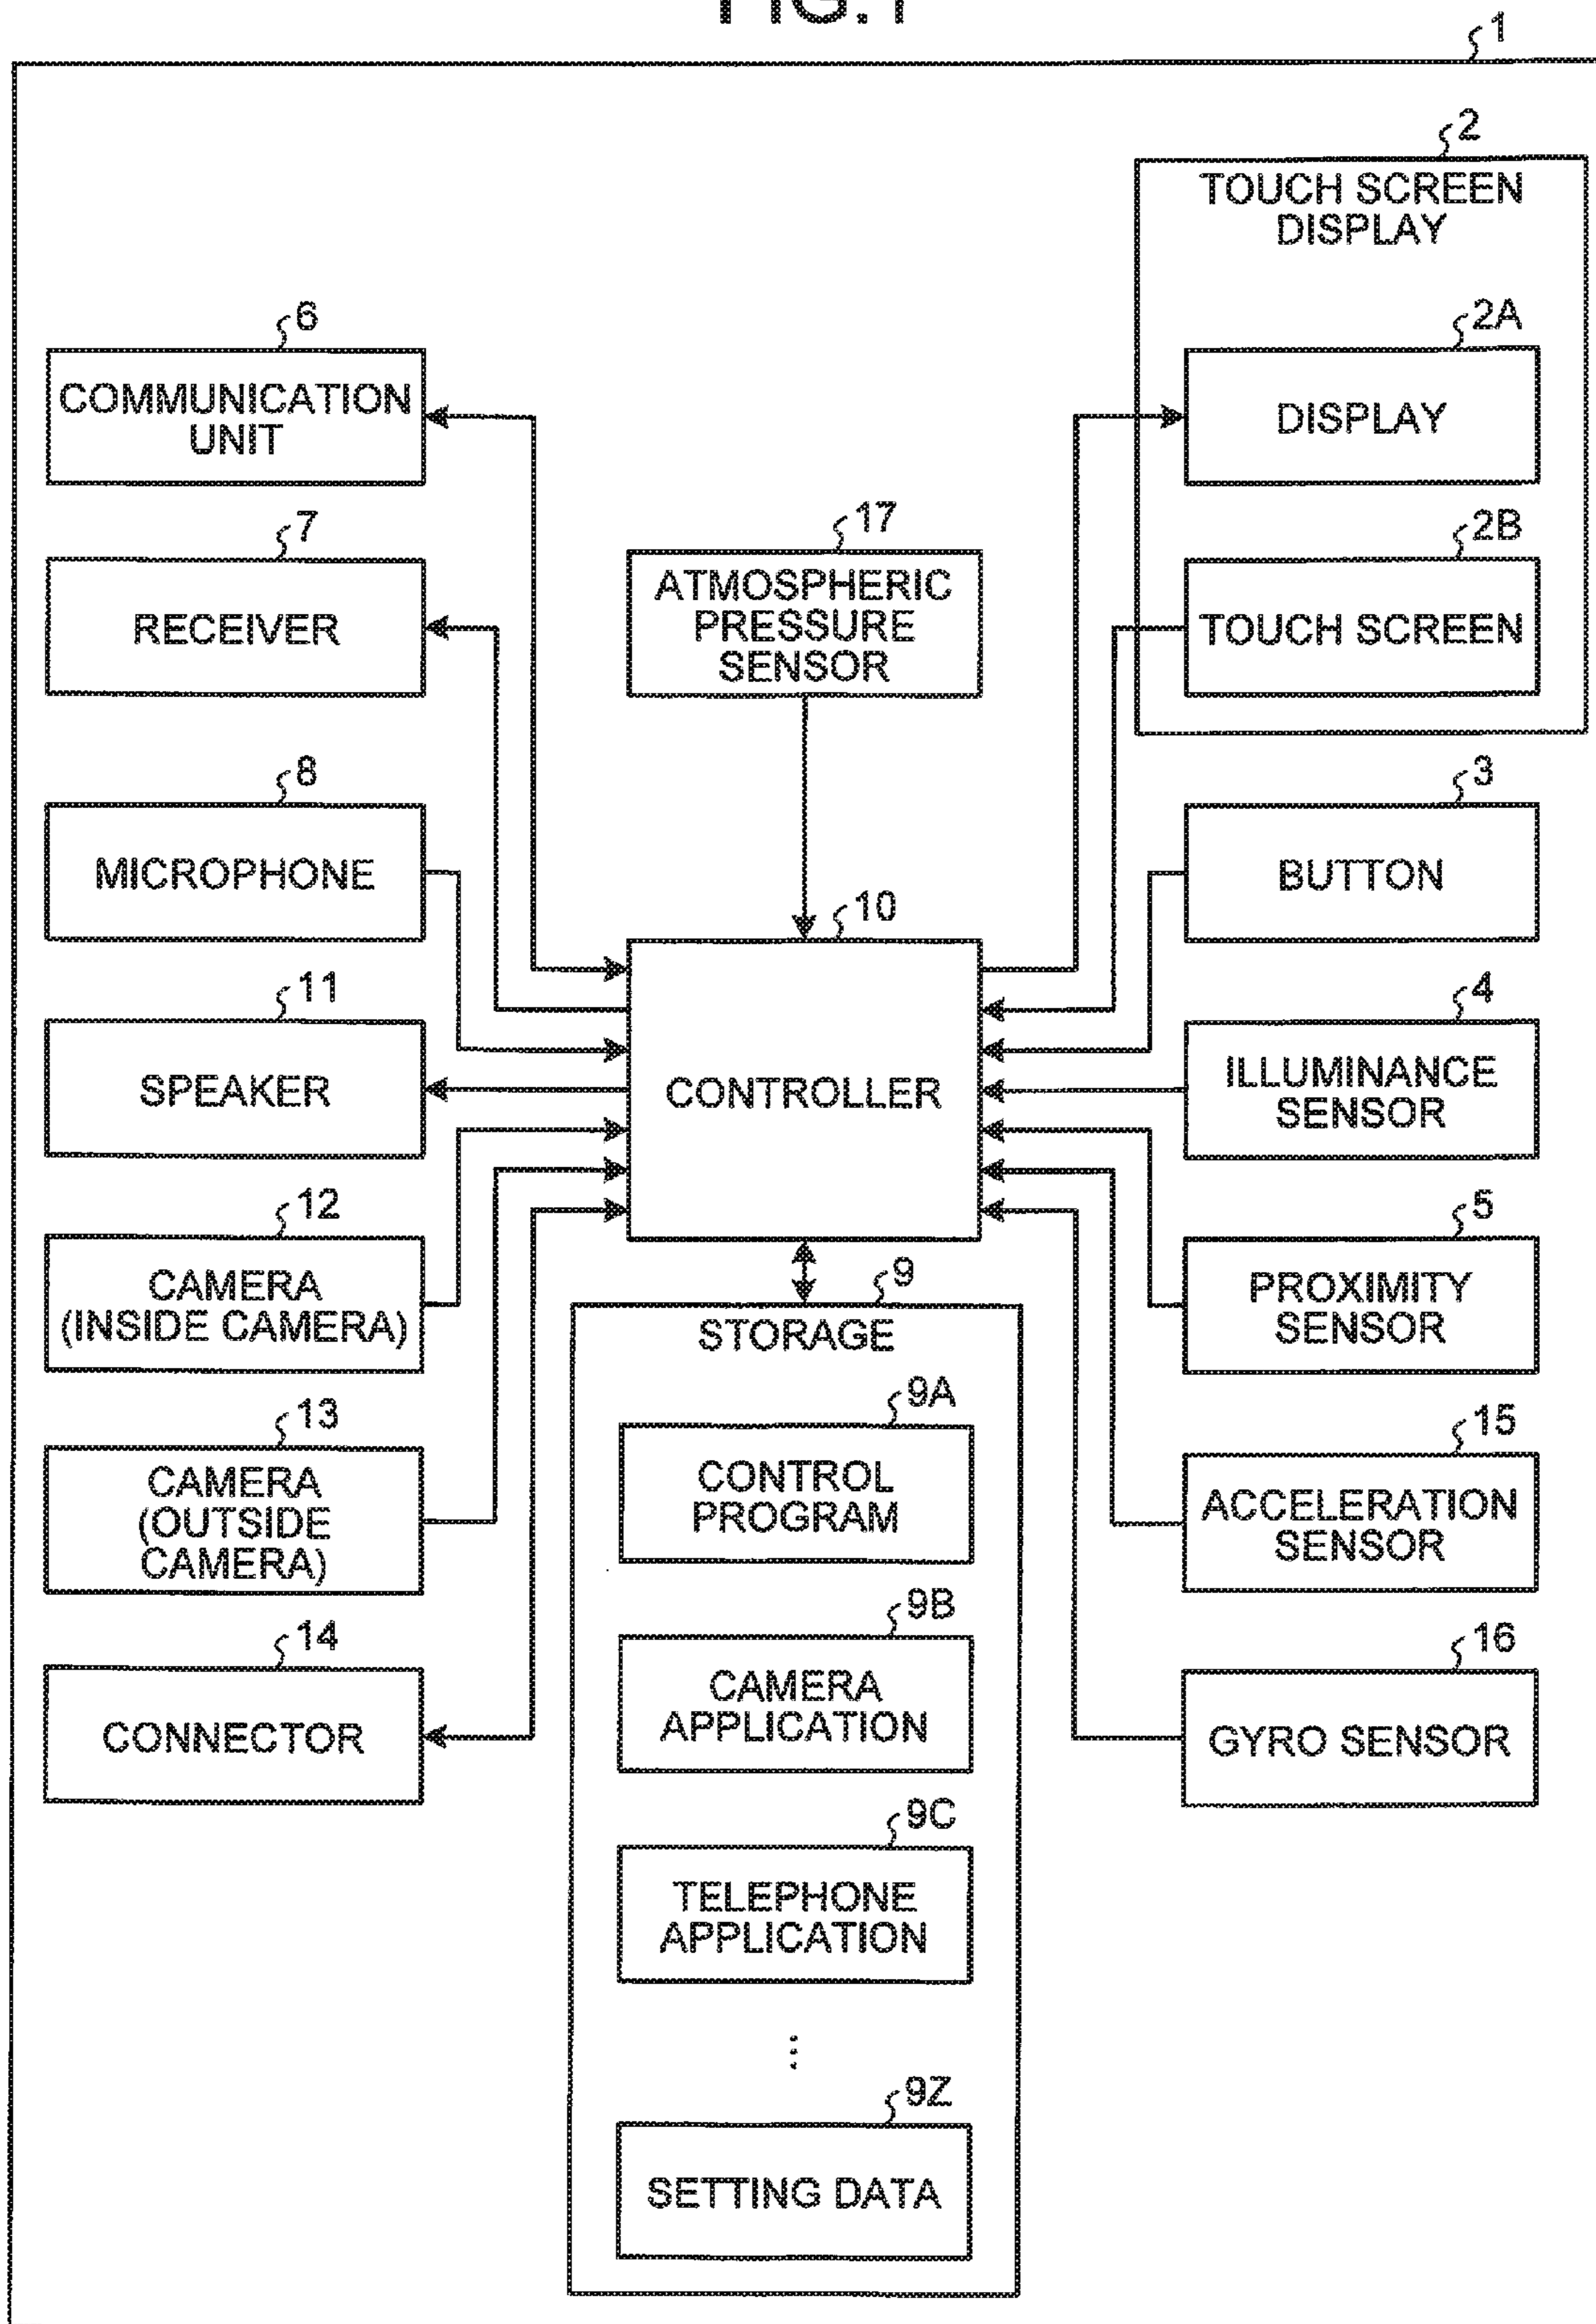 FIG.1
1
2
TOUCH SCREEN
DISPLAY
2A
DISPLAY
2B
TOUCH SCREEN
6
COMMUNICATION
UNIT
7
RECEIVER
17
ATMOSPHERIC
PRESSURE
SENSOR
8
MICROPHONE
3
BUTTON
10
CONTROLLER
11
SPEAKER
4
ILLUMINANCE
SENSOR
12
CAMERA
(INSIDE CAMERA)
5
PROXIMITY
SENSOR
9
STORAGE
9A
CONTROL
PROGRAM
13
CAMERA
(OUTSIDE
CAMERA)
15
ACCELERATION
SENSOR
9B
CAMERA
APPLICATION
14
CONNECTOR
16
GYRO SENSOR
9C
TELEPHONE
APPLICATION
⋮
9Z
SETTING DATA